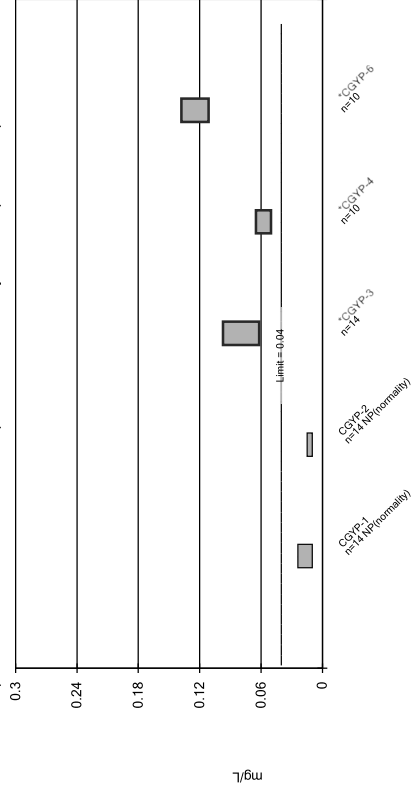 0.3
0.24
0.18
0.12
0.06
0
mg/L
Limit = 0.04
CGYP-1
n=14 NP(normality)
CGYP-2
n=14 NP(normality)
*CGYP-3
n=14
*CGYP-4
n=10
*CGYP-6
n=10